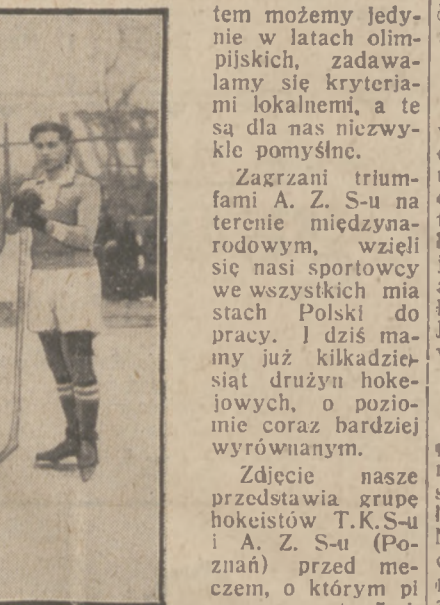 tem możemy jedy-
nie w latach olim-
pijskich, zadawa-
lamy się kryterja-
mi lokalnemi, a te
są dla nas niezwy-
kle pomyślne.
Zagrzani trium-
fami A. Z. S-u na
terenie międzyna-
rodowym, wzięli
się nasi sportowcy
we wszystkich mia
stach Polski do
pracy. I dziś ma-
my już kilkadzie-
siąt drużyn hoke-
jowych, o pozio-
mie coraz bardziej
wyrównanym.
Zdjęcie nasze
przedstawia grupę
hokeistów T.K.S-u
i A. Z. S-u (Po-
znań) przed me-
czem, o którym pi